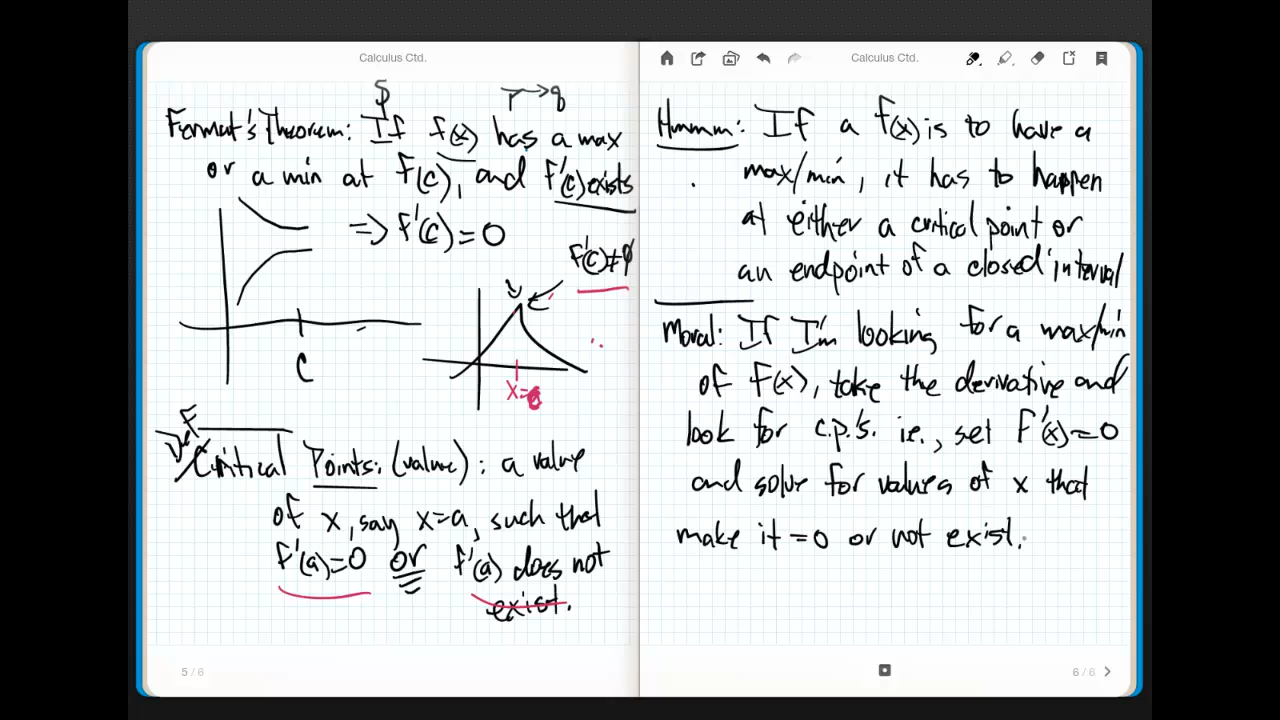 Calculus Ctd.
r→q
Fermat's Theorem: If f(x) has a max
or a min at f(c), and f'(c) exists
⇒ f'(c)=0
f'(c)≠
C
x=
Def
Critical Points: (value): a value
of x, say x=a, such that
f'(a)=0 or f'(a) does not
exist.
5 / 6
Calculus Ctd.
Hmmm: If a f(x) is to have a
max/min, it has to happen
at either a critical point or
an endpoint of a closed interval
Moral: If I'm looking for a max/min
of f(x), take the derivative and
look for c.p.'s. i.e., set f'(x)=0
and solve for values of x that
make it =0 or not exist.
6 / 6